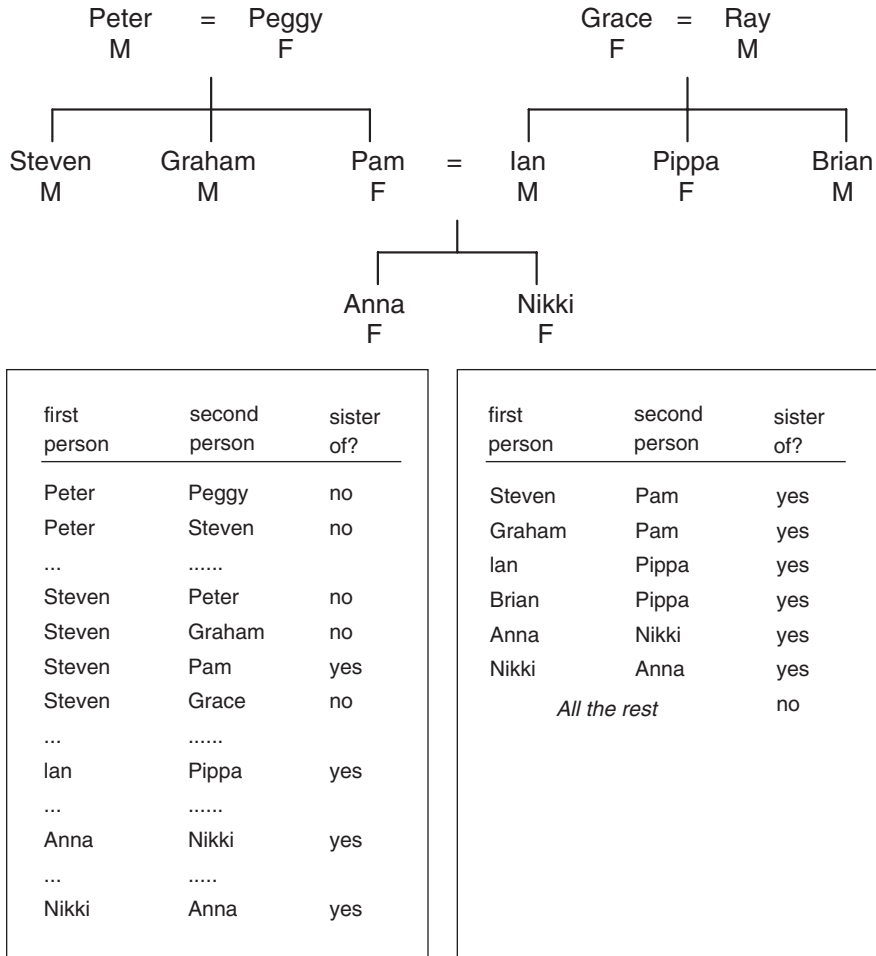 Peter = Peggy Grace = Ray
M F F M
Steven Graham Pam = Ian Pippa Brian
M M F M F M
Anna Nikki
F F
first second sister
person person of?
Peter Peggy no
Peter Steven no
... ......
Steven Peter no
Steven Graham no
Steven Pam yes
Steven Grace no
... ......
Ian Pippa yes
... ......
Anna Nikki yes
... .....
Nikki Anna yes
first second sister
person person of?
Steven Pam yes
Graham Pam yes
Ian Pippa yes
Brian Pippa yes
Anna Nikki yes
Nikki Anna yes
All the rest no